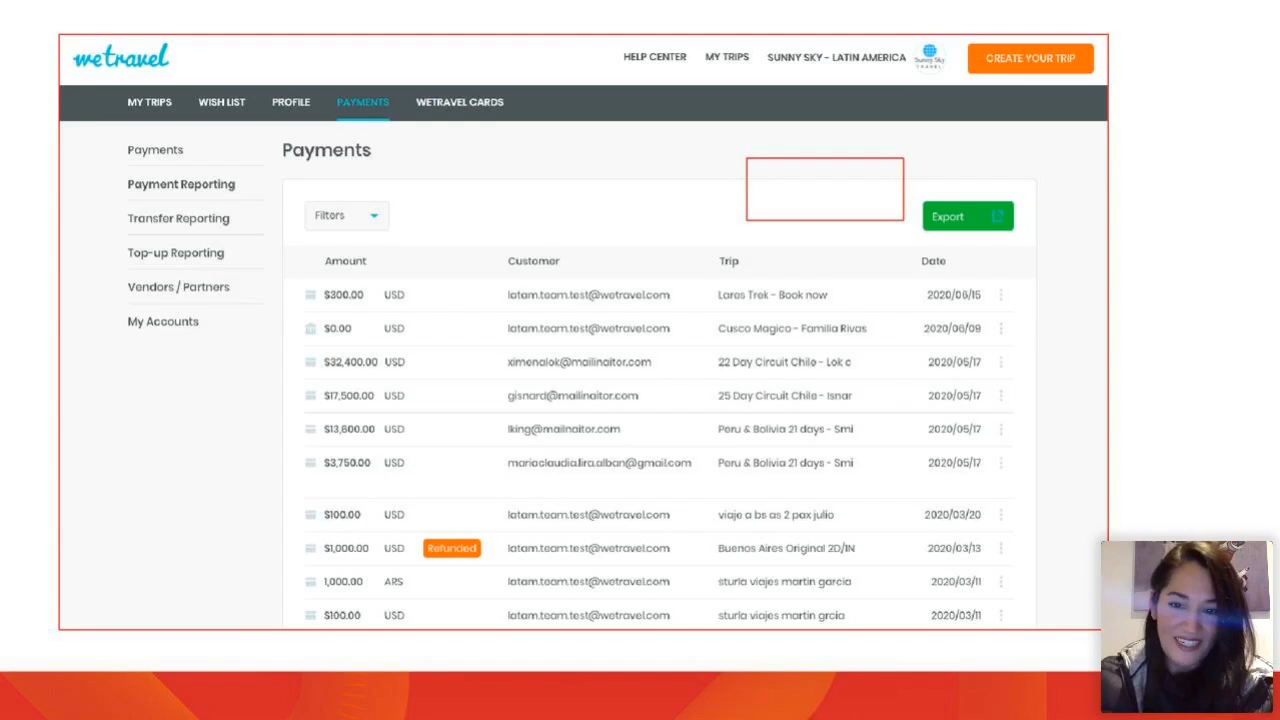 wetravel
HELP CENTER MY TRIPS SUNNY SKY - LATIN AMERICA Sunny Sky TRAVEL CREATE YOUR TRIP
MY TRIPS WISH LIST PROFILE PAYMENTS WETRAVEL CARDS
Payments
Payment Reporting
Transfer Reporting
Top-up Reporting
Vendors / Partners
My Accounts
Payments
Filters Export
Amount Customer Trip Date
$300.00 USD latam.team.test@wetravel.com Lares Trek - Book now 2020/06/15
$0.00 USD latam.team.test@wetravel.com Cusco Magico - Familia Rivas 2020/06/09
$32,400.00 USD ximenalok@mailinaitor.com 22 Day Circuit Chile - Lok c 2020/05/17
$17,500.00 USD gisnard@mailinaitor.com 25 Day Circuit Chile - Isnar 2020/05/17
$13,600.00 USD lking@mailnaitor.com Peru & Bolivia 21 days - Smi 2020/05/17
$3,750.00 USD mariaclaudia.lira.alban@gmail.com Peru & Bolivia 21 days - Smi 2020/05/17
$100.00 USD latam.team.test@wetravel.com viaje a bs as 2 pax julio 2020/03/20
$1,000.00 USD Refunded latam.team.test@wetravel.com Buenos Aires Original 2D/1N 2020/03/13
1,000.00 ARS latam.team.test@wetravel.com sturla viajes martin garcia 2020/03/11
$100.00 USD latam.team.test@wetravel.com sturla viajes martin grcia 2020/03/11